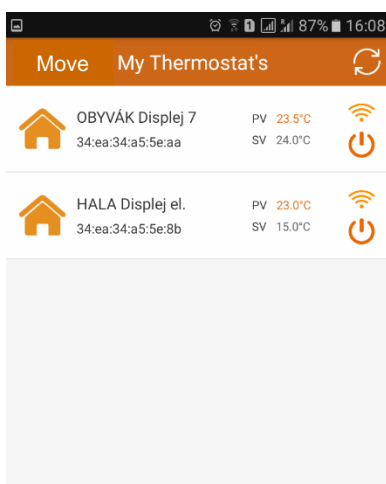 87% 16:08
Move My Thermostat's
OBYVÁK Displej 7 PV 23.5°C
34:ea:34:a5:5e:aa SV 24.0°C
HALA Displej el. PV 23.0°C
34:ea:34:a5:5e:8b SV 15.0°C